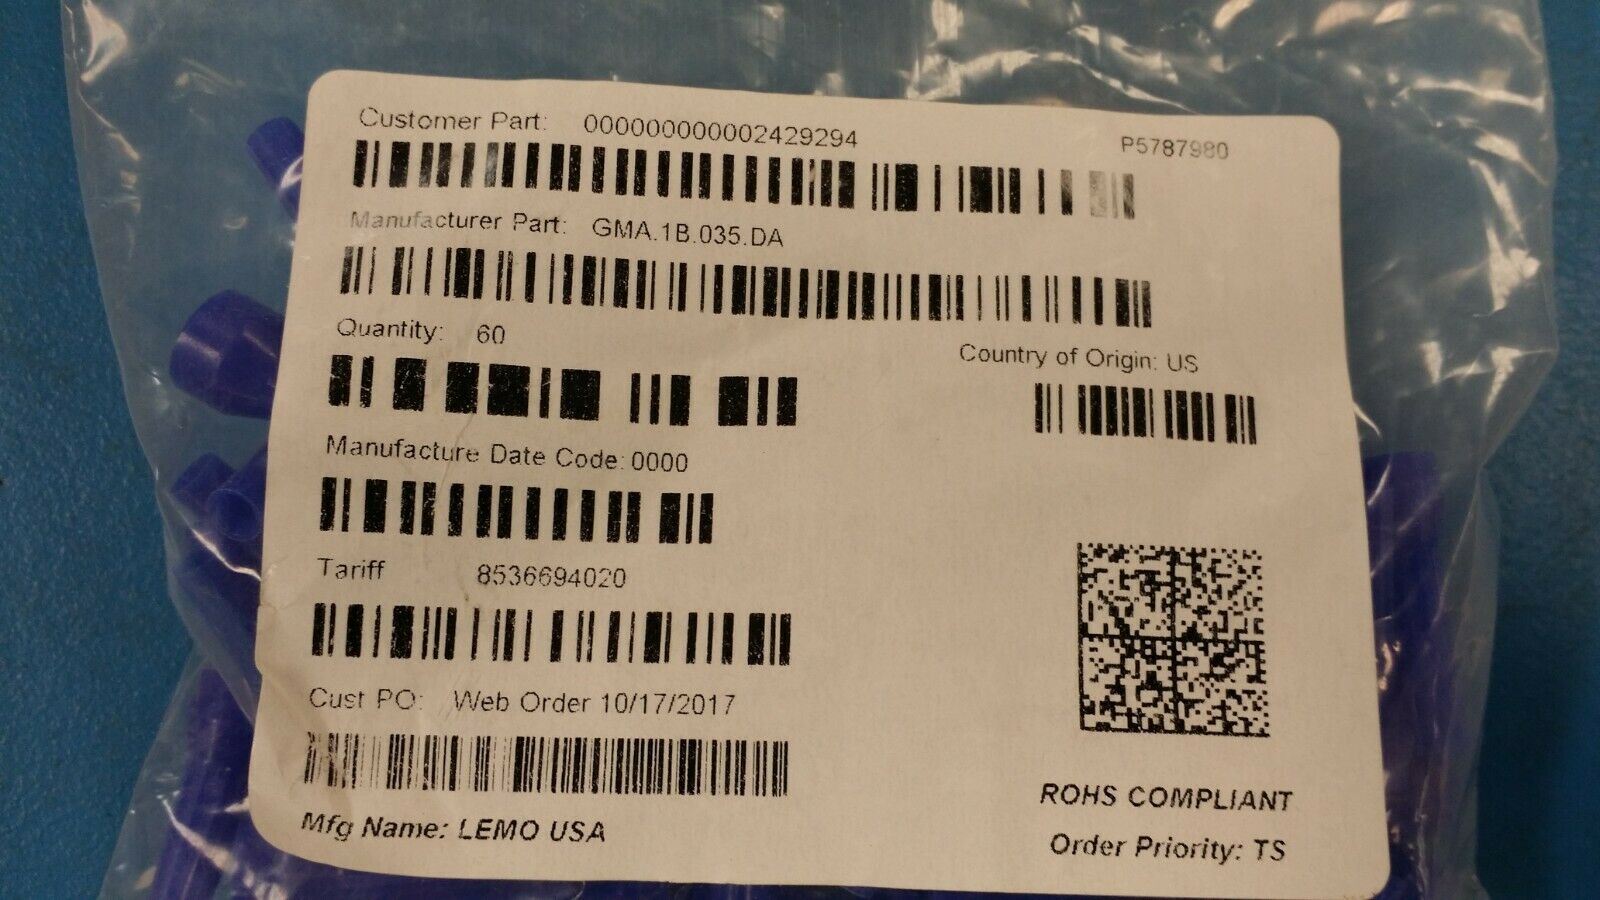 Customer Part: 000000000002429294 P5787980
Manufacturer Part: GMA.1B.035.DA
Quantity: 60
Country of Origin: US
Manufacture Date Code: 0000
Tariff 8536694020
Cust PO: Web Order 10/17/2017
ROHS COMPLIANT
Mfg Name: LEMO USA
Order Priority: TS